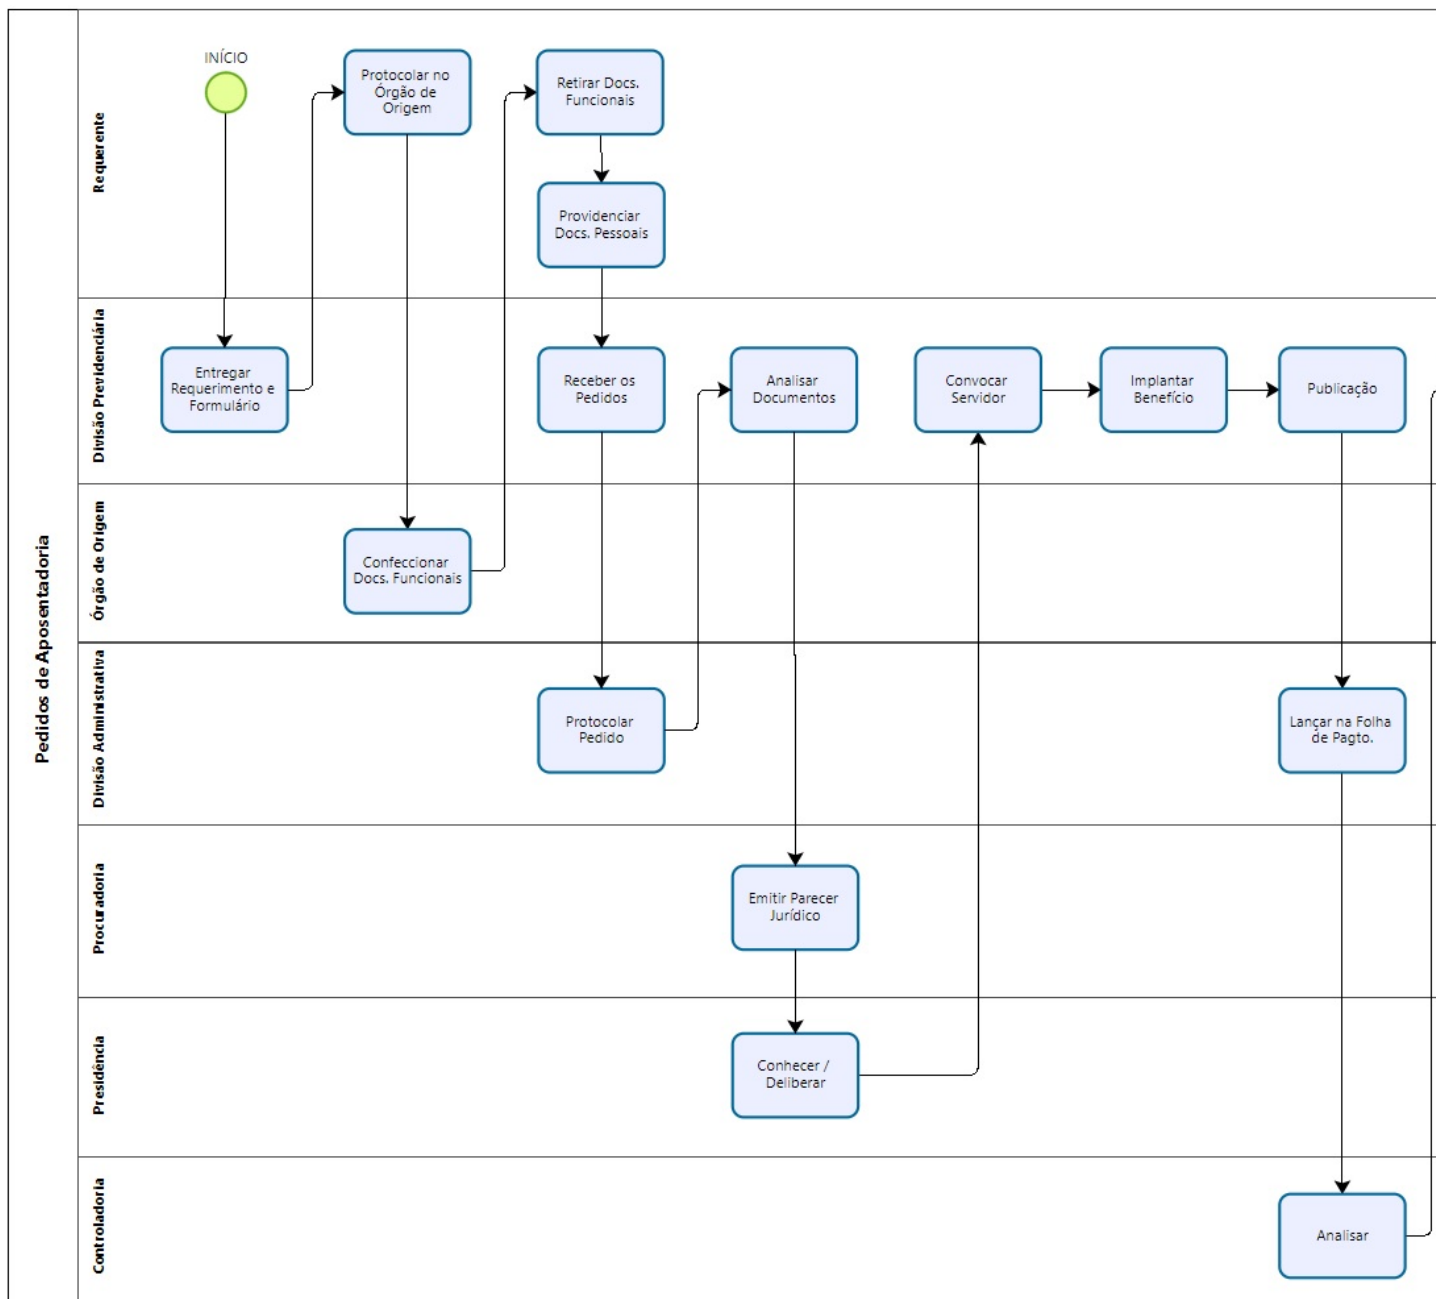 Pedidos de Aposentadoria
Requerente
INÍCIO
Protocolar no
Órgão de
Origem
Retirar Docs.
Funcionais
Providenciar
Docs. Pessoais
Divisão Previdenciária
Entregar
Requerimento e
Formulário
Receber os
Pedidos
Analisar
Documentos
Convocar
Servidor
Implantar
Benefício
Publicação
Órgão de Origem
Confeccionar
Docs. Funcionais
Divisão Administrativa
Protocolar
Pedido
Lançar na Folha
de Pagto.
Procuradoria
Emitir Parecer
Jurídico
Presidência
Conhecer /
Deliberar
Controladoria
Analisar